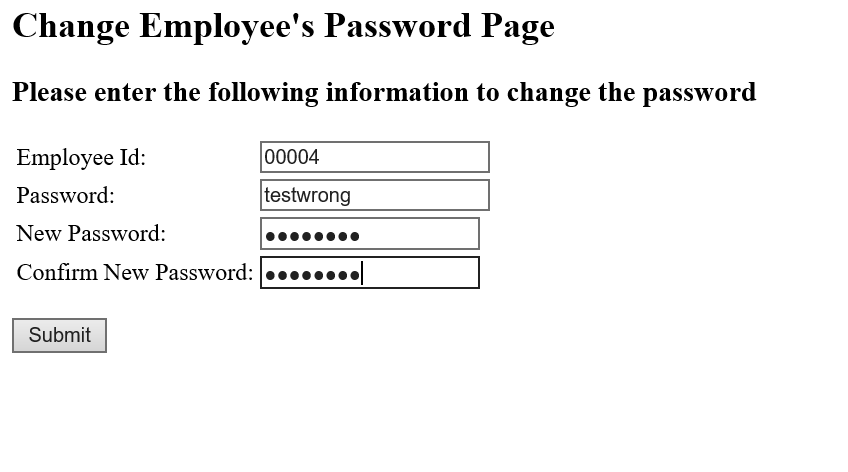 Change Employee's Password Page
Please enter the following information to change the password
Employee Id: 00004
Password: testwrong
New Password: ●●●●●●●●
Confirm New Password: ●●●●●●●●
Submit